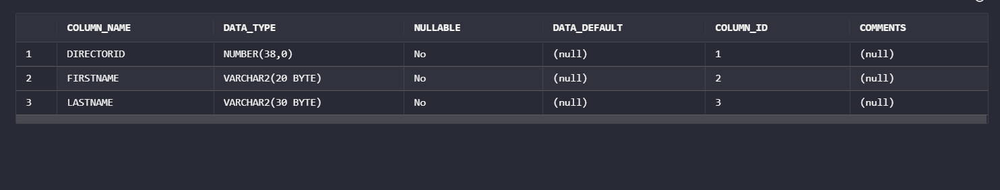 COLUMN_NAME DATA_TYPE NULLABLE DATA_DEFAULT COLUMN_ID COMMENTS
1 DIRECTORID NUMBER(38,0) No (null) 1 (null)
2 FIRSTNAME VARCHAR2(20 BYTE) No (null) 2 (null)
3 LASTNAME VARCHAR2(30 BYTE) No (null) 3 (null)